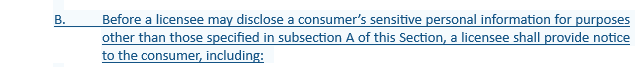 B. Before a licensee may disclose a consumer’s sensitive personal information for purposes
other than those specified in subsection A of this Section, a licensee shall provide notice
to the consumer, including: